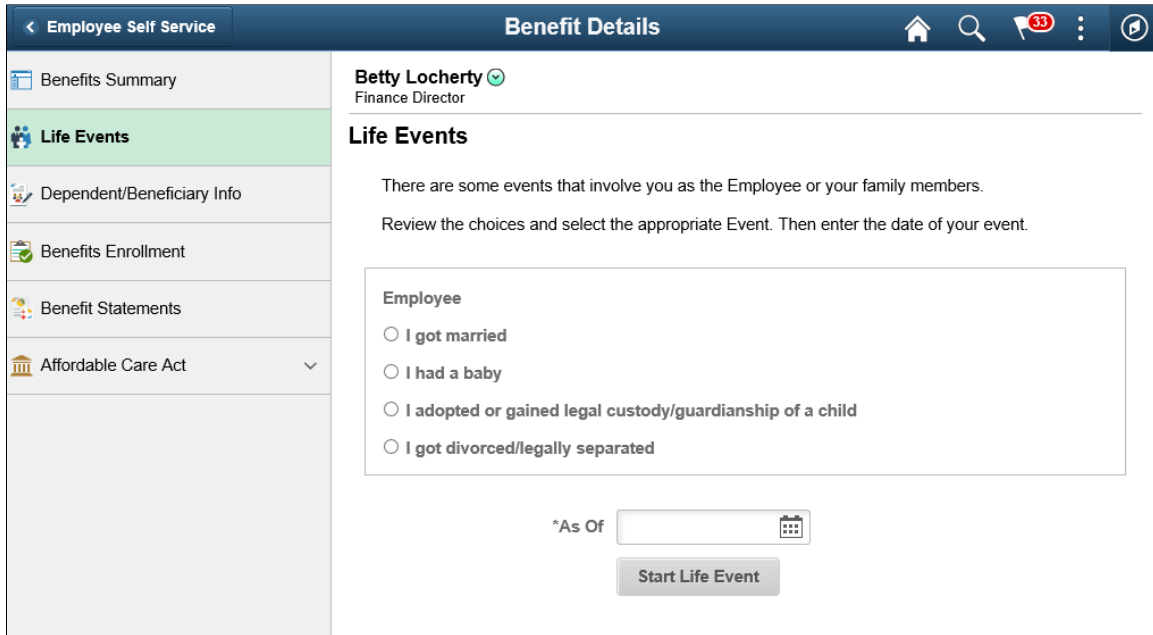 Employee Self Service
Benefit Details
33
Benefits Summary
Life Events
Dependent/Beneficiary Info
Benefits Enrollment
Benefit Statements
Affordable Care Act
Betty Locherty
Finance Director
Life Events
There are some events that involve you as the Employee or your family members.
Review the choices and select the appropriate Event. Then enter the date of your event.
Employee
I got married
I had a baby
I adopted or gained legal custody/guardianship of a child
I got divorced/legally separated
*As Of
Start Life Event